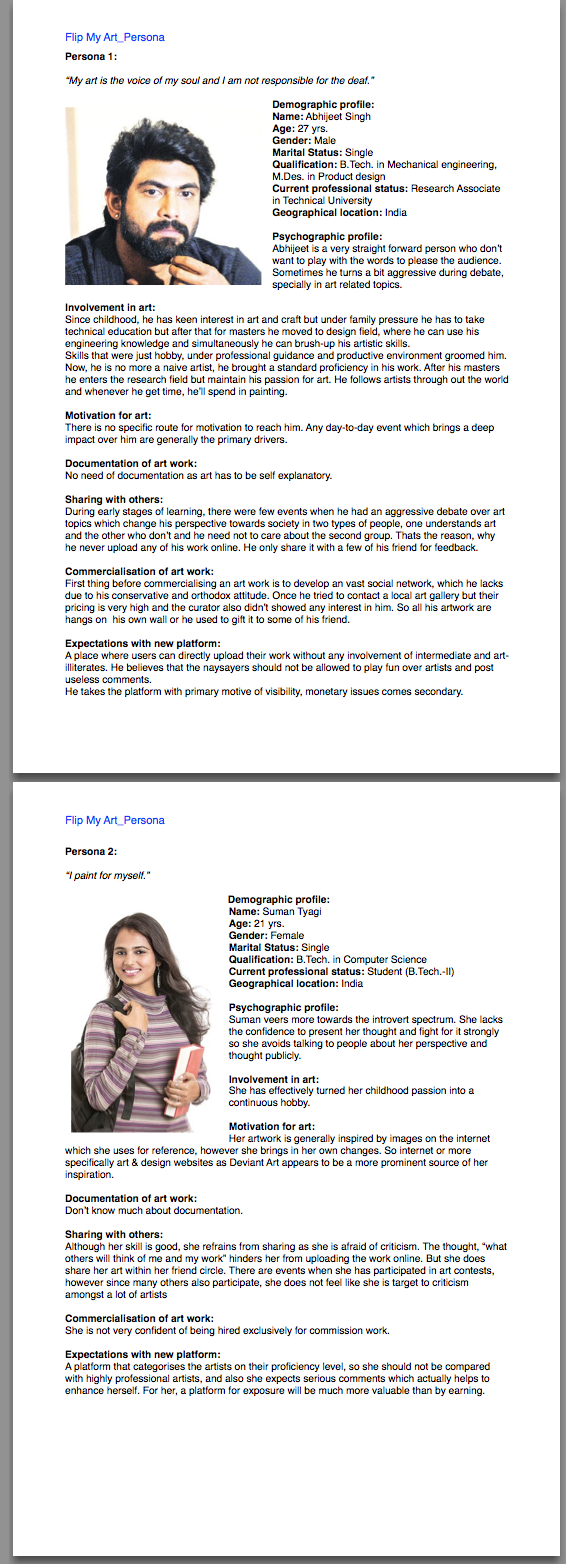 Flip My Art_Persona
Persona 1:
“My art is the voice of my soul and I am not responsible for the deaf.”
Demographic profile:
Name: Abhijeet Singh
Age: 27 yrs.
Gender: Male
Marital Status: Single
Qualification: B.Tech. in Mechanical engineering,
M.Des. in Product design
Current professional status: Research Associate
in Technical University
Geographical location: India
Psychographic profile:
Abhijeet is a very straight forward person who don’t
want to play with the words to please the audience.
Sometimes he turns a bit aggressive during debate,
specially in art related topics.
Involvement in art:
Since childhood, he has keen interest in art and craft but under family pressure he has to take
technical education but after that for masters he moved to design field, where he can use his
engineering knowledge and simultaneously he can brush-up his artistic skills.
Skills that were just hobby, under professional guidance and productive environment groomed him.
Now, he is no more a naive artist, he brought a standard proficiency in his work. After his masters
he enters the research field but maintain his passion for art. He follows artists through out the world
and whenever he get time, he’ll spend in painting.
Motivation for art:
There is no specific route for motivation to reach him. Any day-to-day event which brings a deep
impact over him are generally the primary drivers.
Documentation of art work:
No need of documentation as art has to be self explanatory.
Sharing with others:
During early stages of learning, there were few events when he had an aggressive debate over art
topics which change his perspective towards society in two types of people, one understands art
and the other who don’t and he need not to care about the second group. Thats the reason, why
he never upload any of his work online. He only share it with a few of his friend for feedback.
Commercialisation of art work:
First thing before commercialising an art work is to develop an vast social network, which he lacks
due to his conservative and orthodox attitude. Once he tried to contact a local art gallery but their
pricing is very high and the curator also didn’t showed any interest in him. So all his artwork are
hangs on his own wall or he used to gift it to some of his friend.
Expectations with new platform:
A place where users can directly upload their work without any involvement of intermediate and art-
illiterates. He believes that the naysayers should not be allowed to play fun over artists and post
useless comments.
He takes the platform with primary motive of visibility, monetary issues comes secondary.
Flip My Art_Persona
Persona 2:
“I paint for myself.”
Demographic profile:
Name: Suman Tyagi
Age: 21 yrs.
Gender: Female
Marital Status: Single
Qualification: B.Tech. in Computer Science
Current professional status: Student (B.Tech.-II)
Geographical location: India
Psychographic profile:
Suman veers more towards the introvert spectrum. She lacks
the confidence to present her thought and fight for it strongly
so she avoids talking to people about her perspective and
thought publicly.
Involvement in art:
She has effectively turned her childhood passion into a
continuous hobby.
Motivation for art:
Her artwork is generally inspired by images on the internet
which she uses for reference, however she brings in her own changes. So internet or more
specifically art & design websites as Deviant Art appears to be a more prominent source of her
inspiration.
Documentation of art work:
Don’t know much about documentation.
Sharing with others:
Although her skill is good, she refrains from sharing as she is afraid of criticism. The thought, “what
others will think of me and my work” hinders her from uploading the work online. But she does
share her art within her friend circle. There are events when she has participated in art contests,
however since many others also participate, she does not feel like she is target to criticism
amongst a lot of artists
Commercialisation of art work:
She is not very confident of being hired exclusively for commission work.
Expectations with new platform:
A platform that categorises the artists on their proficiency level, so she should not be compared
with highly professional artists, and also she expects serious comments which actually helps to
enhance herself. For her, a platform for exposure will be much more valuable than by earning.